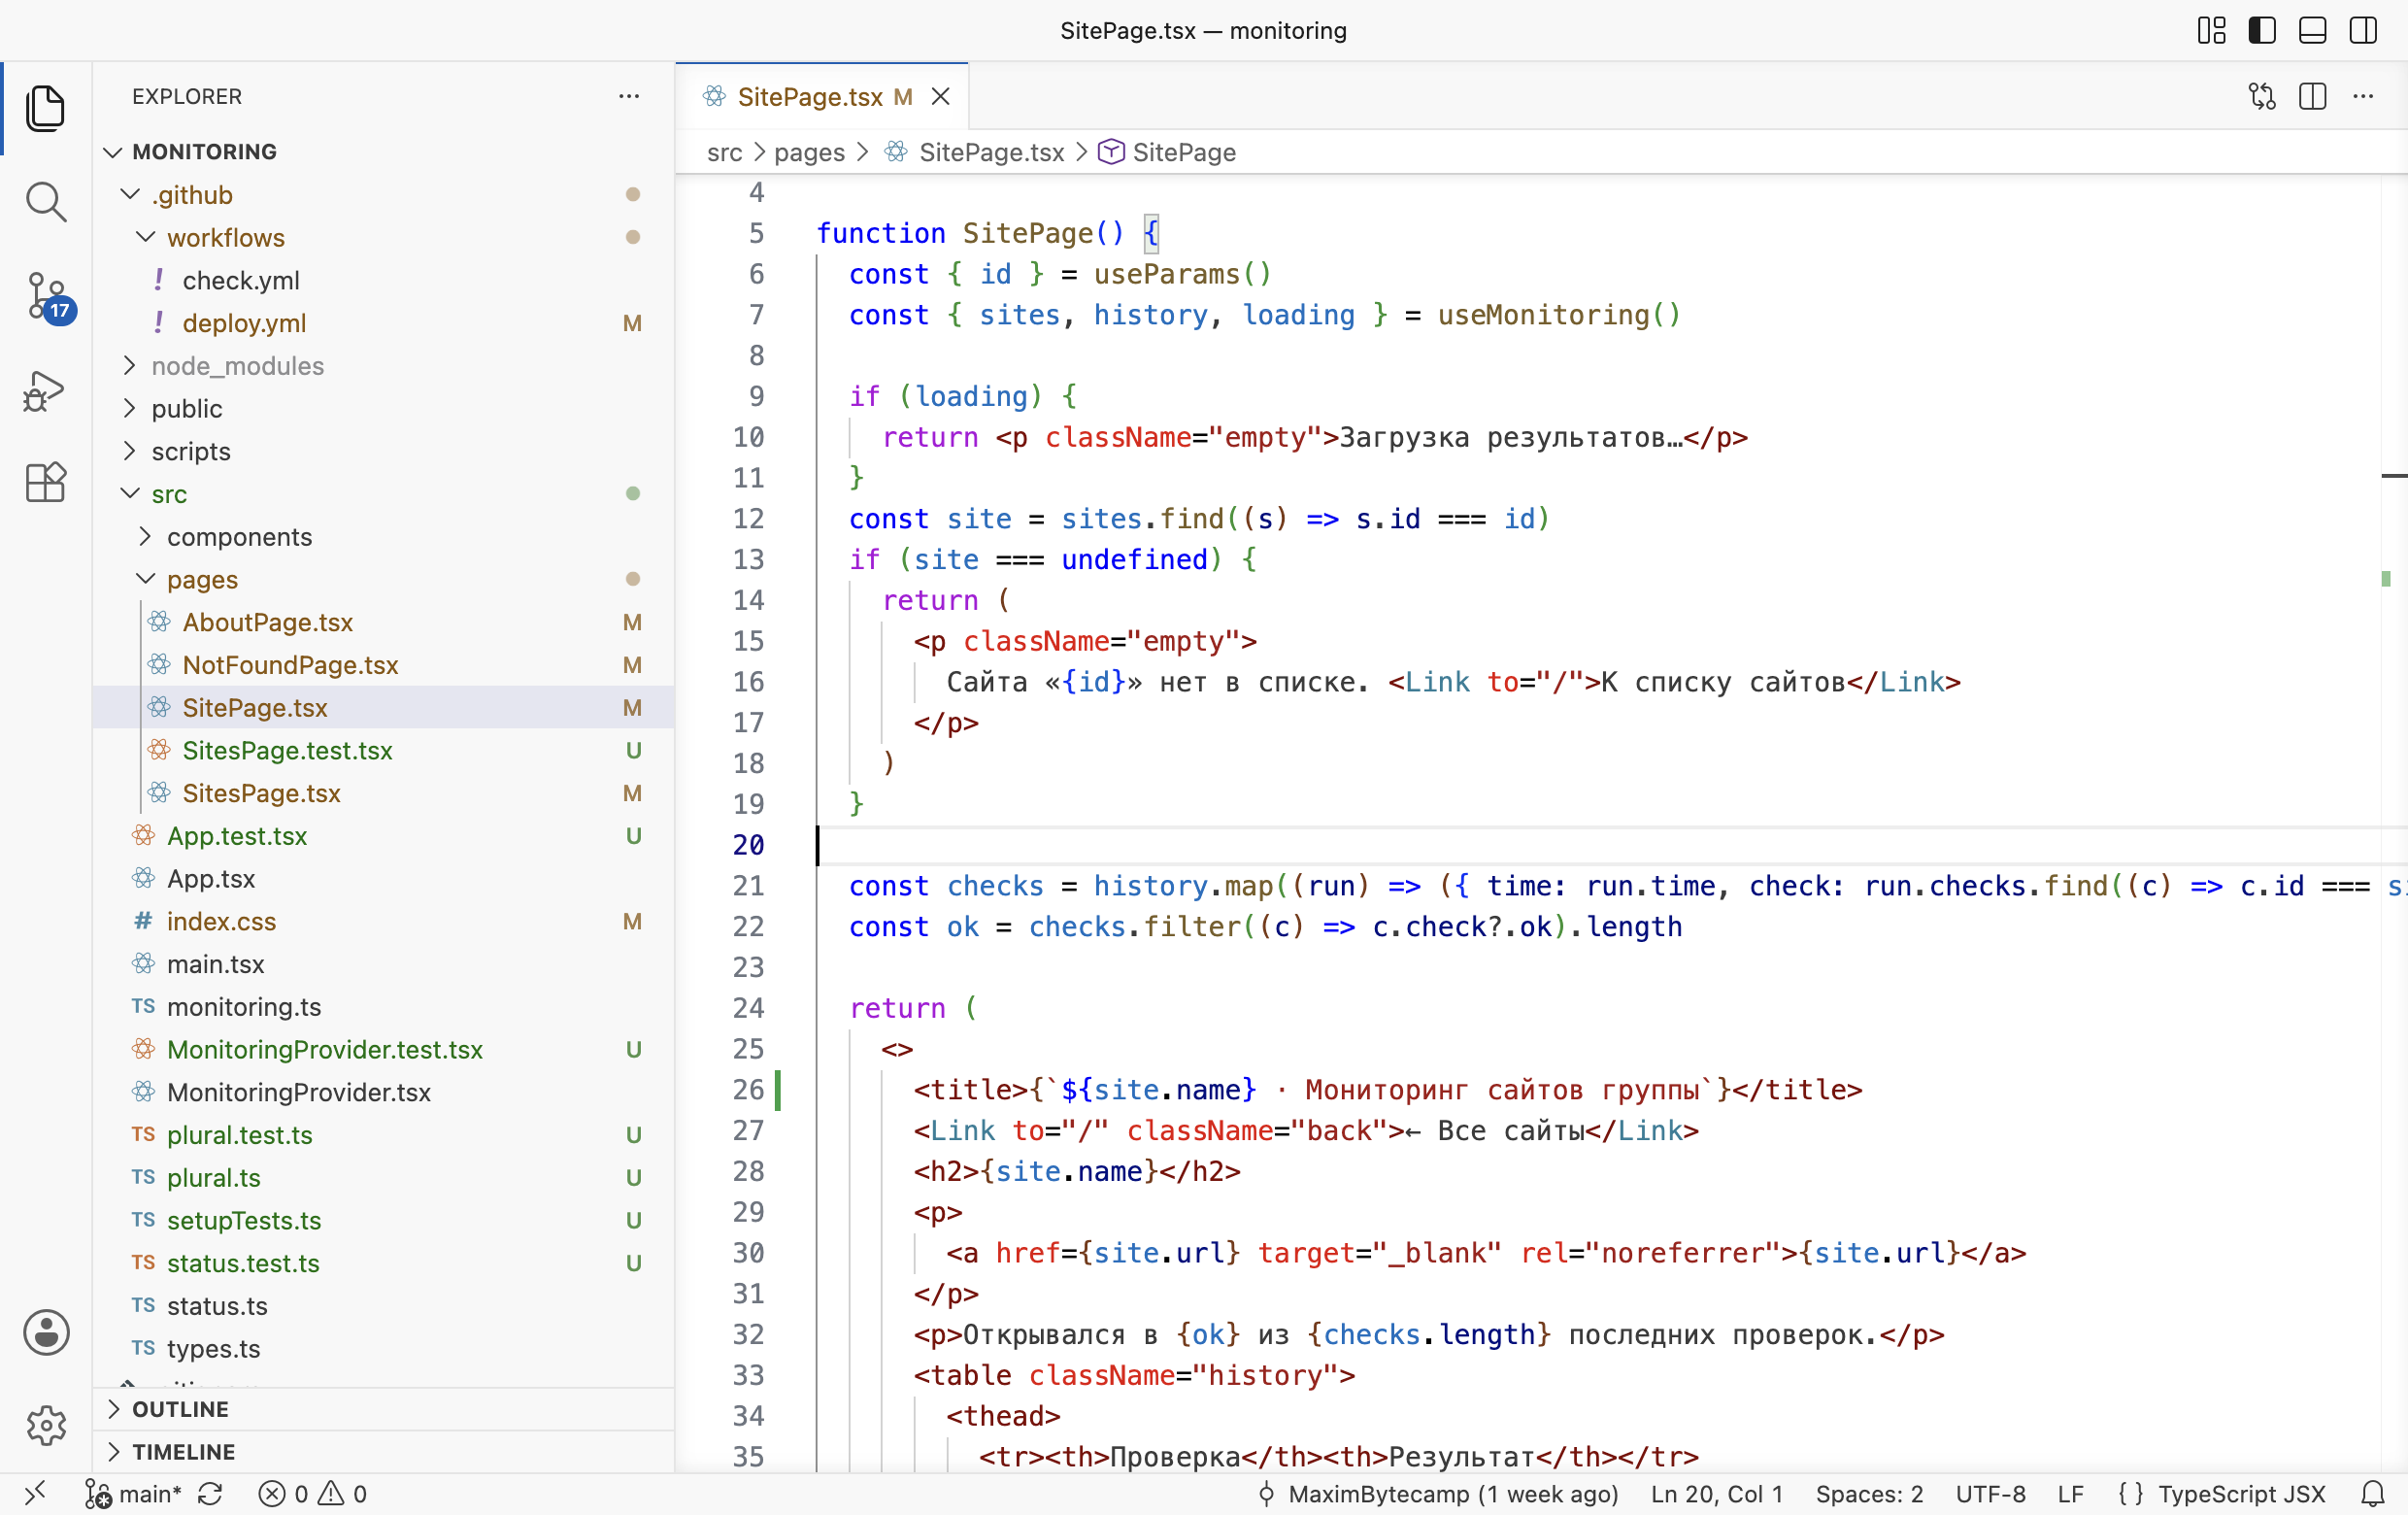 SitePage.tsx — monitoring
EXPLORER
MONITORING
.github
workflows
! check.yml
! deploy.yml M
node_modules
public
scripts
src
components
pages
AboutPage.tsx M
NotFoundPage.tsx M
SitePage.tsx M
SitesPage.test.tsx U
SitesPage.tsx M
App.test.tsx U
App.tsx
# index.css M
main.tsx
TS monitoring.ts
MonitoringProvider.test.tsx U
MonitoringProvider.tsx
TS plural.test.ts U
TS plural.ts U
TS setupTests.ts U
TS status.test.ts U
TS status.ts
TS types.ts
OUTLINE
TIMELINE
17
SitePage.tsx M
src > pages > SitePage.tsx > SitePage
4
5 function SitePage() {
6 const { id } = useParams()
7 const { sites, history, loading } = useMonitoring()
8
9 if (loading) {
10 return <p className="empty">Загрузка результатов…</p>
11 }
12 const site = sites.find((s) => s.id === id)
13 if (site === undefined) {
14 return (
15 <p className="empty">
16 Сайта «{id}» нет в списке. <Link to="/">К списку сайтов</Link>
17 </p>
18 )
19 }
20
21 const checks = history.map((run) => ({ time: run.time, check: run.checks.find((c) => c.id ===
22 const ok = checks.filter((c) => c.check?.ok).length
23
24 return (
25 <>
26 <title>{`${site.name} · Мониторинг сайтов группы`}</title>
27 <Link to="/" className="back">← Все сайты</Link>
28 <h2>{site.name}</h2>
29 <p>
30 <a href={site.url} target="_blank" rel="noreferrer">{site.url}</a>
31 </p>
32 <p>Открывался в {ok} из {checks.length} последних проверок.</p>
33 <table className="history">
34 <thead>
35 <tr><th>Проверка</th><th>Результат</th></tr>
main* 0 0 MaximBytecamp (1 week ago) Ln 20, Col 1 Spaces: 2 UTF-8 LF { } TypeScript JSX